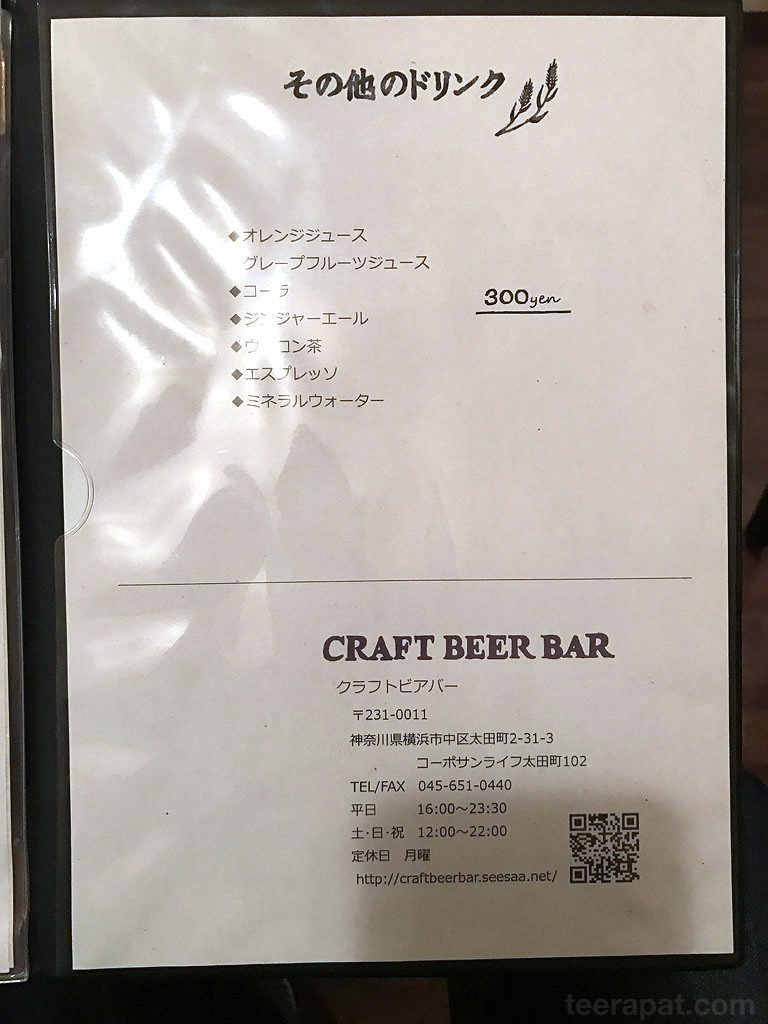 その他のドリンク
◆オレンジジュース
グレープフルーツジュース
◆コーラ
300yen
◆ジンジャーエール
◆ウーロン茶
◆エスプレッソ
◆ミネラルウォーター
CRAFT BEER BAR
クラフトビアバー
〒231-0011
神奈川県横浜市中区太田町2-31-3
コーポサンライフ太田町102
TEL/FAX 045-651-0440
平日 16:00～23:30
土･日･祝 12:00～22:00
定休日 月曜
http://craftbeerbar.seesaa.net/
teerapat.com